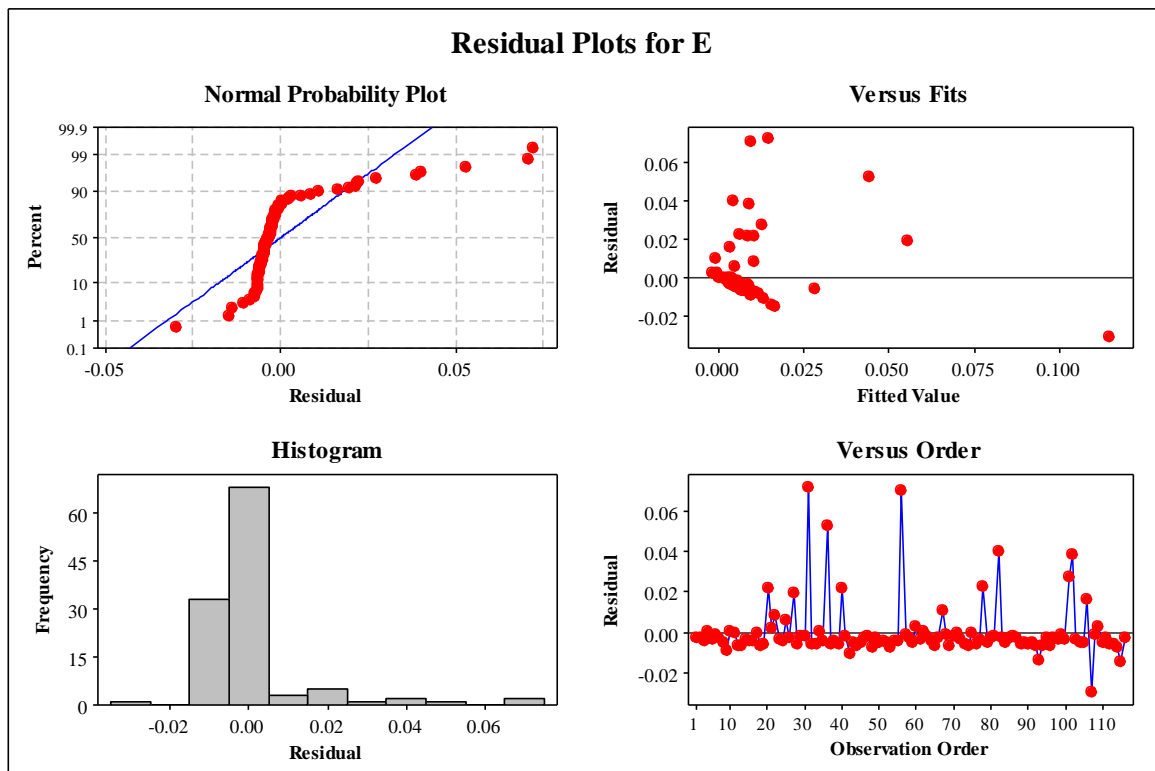 Residual Plots for E
Normal Probability Plot
Percent
99.9
99
90
50
10
1
0.1
-0.05 0.00 0.05
Residual
Versus Fits
Residual
0.06
0.04
0.02
0.00
-0.02
0.000 0.025 0.050 0.075 0.100
Fitted Value
Histogram
Frequency
60
45
30
15
0
-0.02 0.00 0.02 0.04 0.06
Residual
Versus Order
Residual
0.06
0.04
0.02
0.00
-0.02
1 10 20 30 40 50 60 70 80 90 100 110
Observation Order